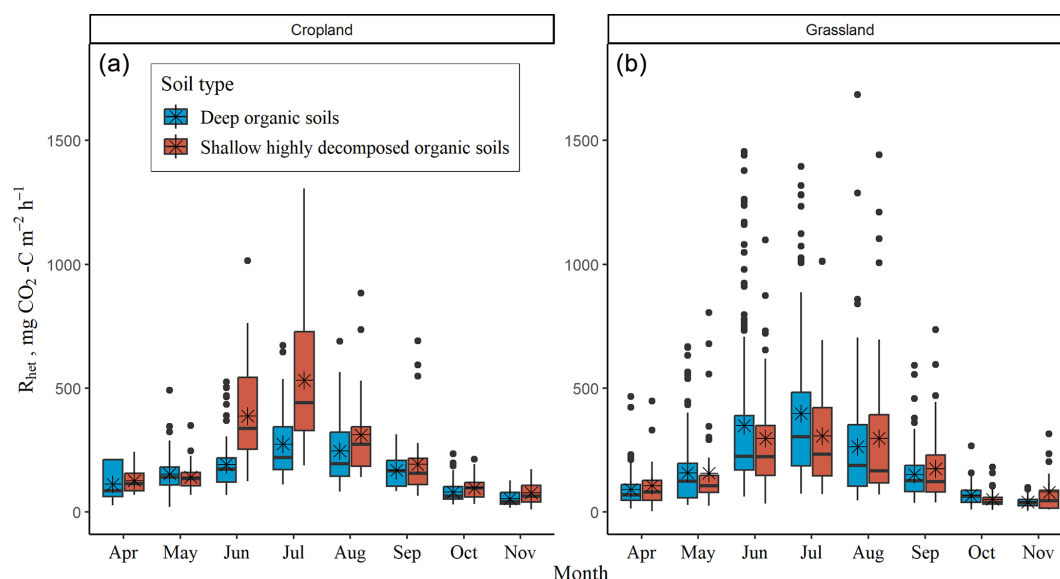 Cropland
Grassland
(a)
(b)
Soil type
Deep organic soils
Shallow highly decomposed organic soils
R_het , mg CO₂ -C m⁻² h⁻¹
1500
1000
500
0
1500
1000
500
0
Apr May Jun Jul Aug Sep Oct Nov
Apr May Jun Jul Aug Sep Oct Nov
Month